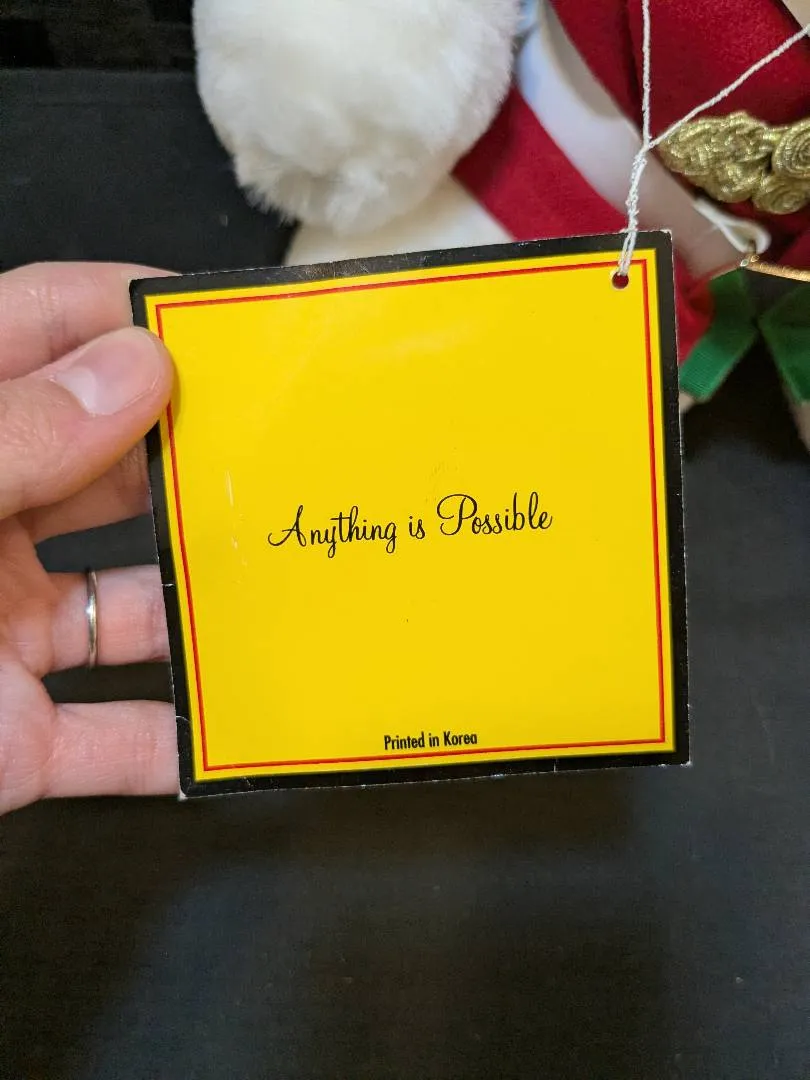 Anything is Possible
Printed in Korea